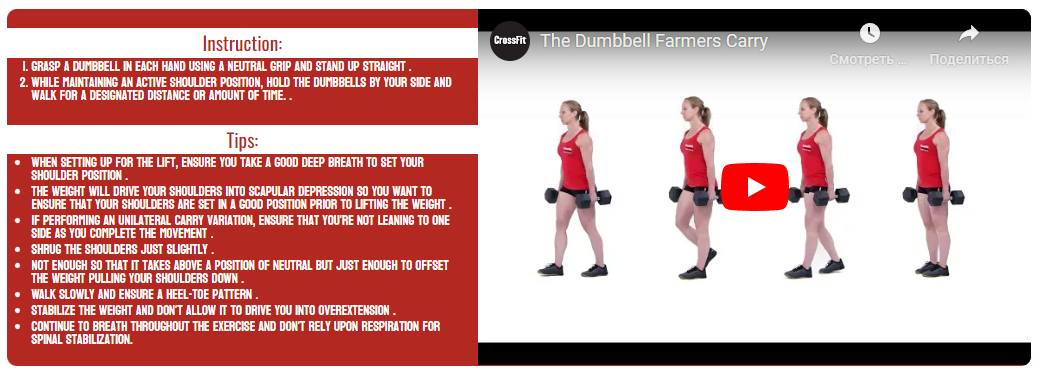 Instruction:
1. GRASP A DUMBBELL IN EACH HAND USING A NEUTRAL GRIP AND STAND UP STRAIGHT .
2. WHILE MAINTAINING AN ACTIVE SHOULDER POSITION, HOLD THE DUMBBELLS BY YOUR SIDE AND
WALK FOR A DESIGNATED DISTANCE OR AMOUNT OF TIME. .
Tips:
• WHEN SETTING UP FOR THE LIFT, ENSURE YOU TAKE A GOOD DEEP BREATH TO SET YOUR
SHOULDER POSITION .
• THE WEIGHT WILL DRIVE YOUR SHOULDERS INTO SCAPULAR DEPRESSION SO YOU WANT TO
ENSURE THAT YOUR SHOULDERS ARE SET IN A GOOD POSITION PRIOR TO LIFTING THE WEIGHT .
• IF PERFORMING AN UNILATERAL CARRY VARIATION, ENSURE THAT YOU'RE NOT LEANING TO ONE
SIDE AS YOU COMPLETE THE MOVEMENT .
• SHRUG THE SHOULDERS JUST SLIGHTLY .
• NOT ENOUGH SO THAT IT TAKES ABOVE A POSITION OF NEUTRAL BUT JUST ENOUGH TO OFFSET
THE WEIGHT PULLING YOUR SHOULDERS DOWN .
• WALK SLOWLY AND ENSURE A HEEL-TOE PATTERN .
• STABILIZE THE WEIGHT AND DON'T ALLOW IT TO DRIVE YOU INTO OVEREXTENSION .
• CONTINUE TO BREATH THROUGHOUT THE EXERCISE AND DON'T RELY UPON RESPIRATION FOR
SPINAL STABILIZATION.
CrossFit
The Dumbbell Farmers Carry
Смотреть ...
Поделиться